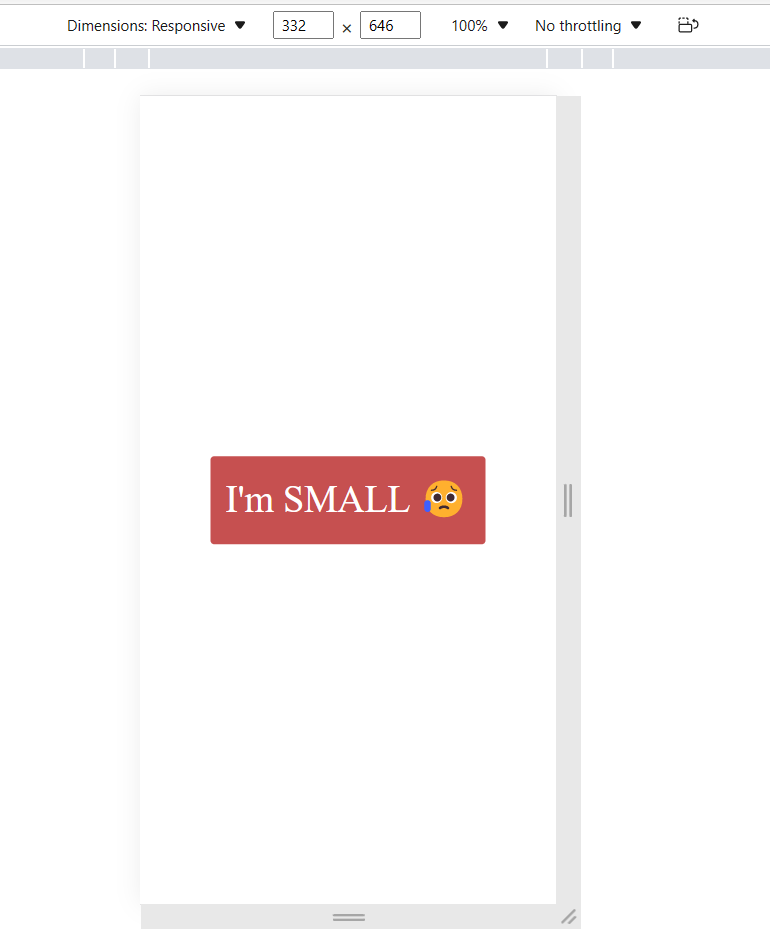 Dimensions: Responsive 332 × 646 100% No throttling
I'm SMALL 😥